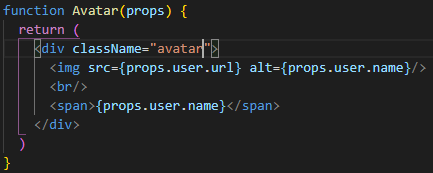 function Avatar(props) {
  return (
    <div className="avatar">
      <img src={props.user.url} alt={props.user.name}/>
      <br/>
      <span>{props.user.name}</span>
    </div>
  )
}